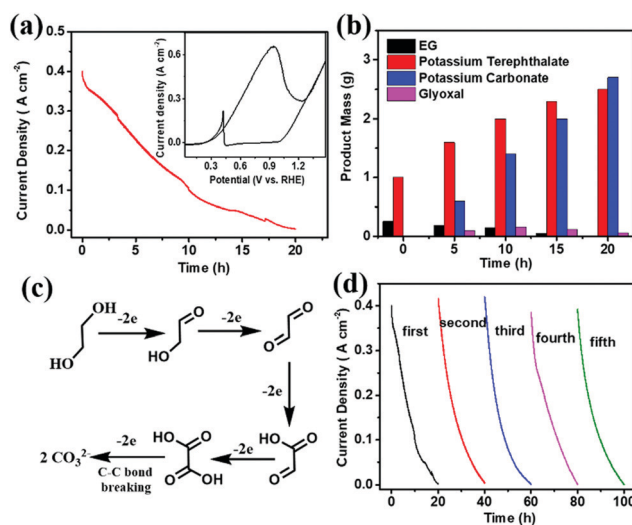 (a)
Current Density ( A cm⁻²)
0.5
0.4
0.3
0.2
0.1
0.0
0 5 10 15 20
Time (h)
Current density (A cm⁻²)
0.6
0.3
0.0
0.3 0.6 0.9 1.2
Potential (V vs. RHE)
(b)
Product Mass (g)
3
2
1
0
EG
Potassium Terephthalate
Potassium Carbonate
Glyoxal
0 5 10 15 20
Time (h)
(c)
OH
HO
-2e
O
HO
-2e
O
O
-2e
O
OH
O
-2e
HO
O
O
OH
-2e
C-C bond
breaking
2 CO₃²⁻
(d)
Current Density ( A cm⁻²)
0.4
0.3
0.2
0.1
0.0
first
second
third
fourth
fifth
0 20 40 60 80 100
Time (h)